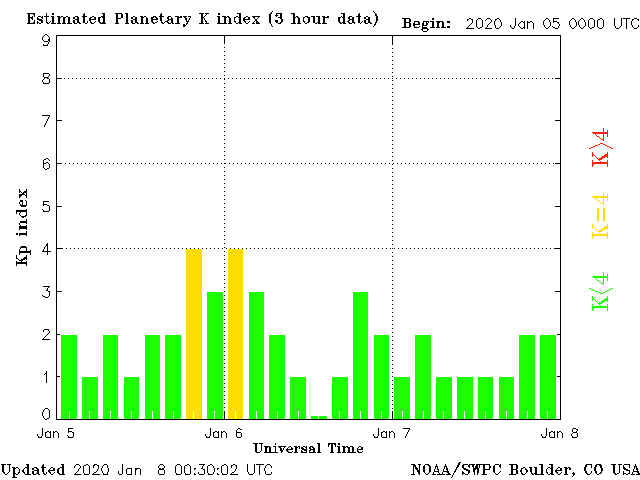 Estimated Planetary K index (3 hour data)
Begin: 2020 Jan 05 0000 UTC
9
8
7
6
5
4
3
2
1
0
Kp index
K>4
K=4
K<4
Jan 5
Jan 6
Jan 7
Jan 8
Universal Time
Updated 2020 Jan 8 00:30:02 UTC
NOAA/SWPC Boulder, CO USA